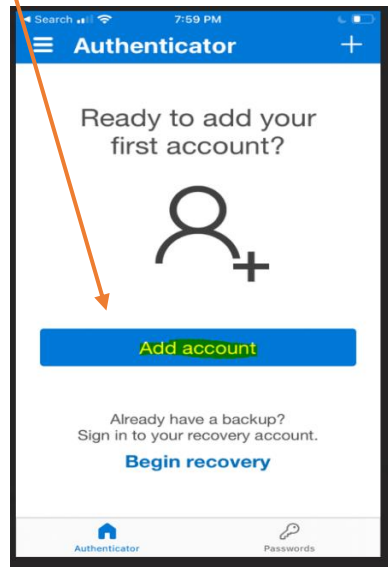 Search 7:59 PM
Authenticator
Ready to add your
first account?
Add account
Already have a backup?
Sign in to your recovery account.
Begin recovery
Authenticator Passwords